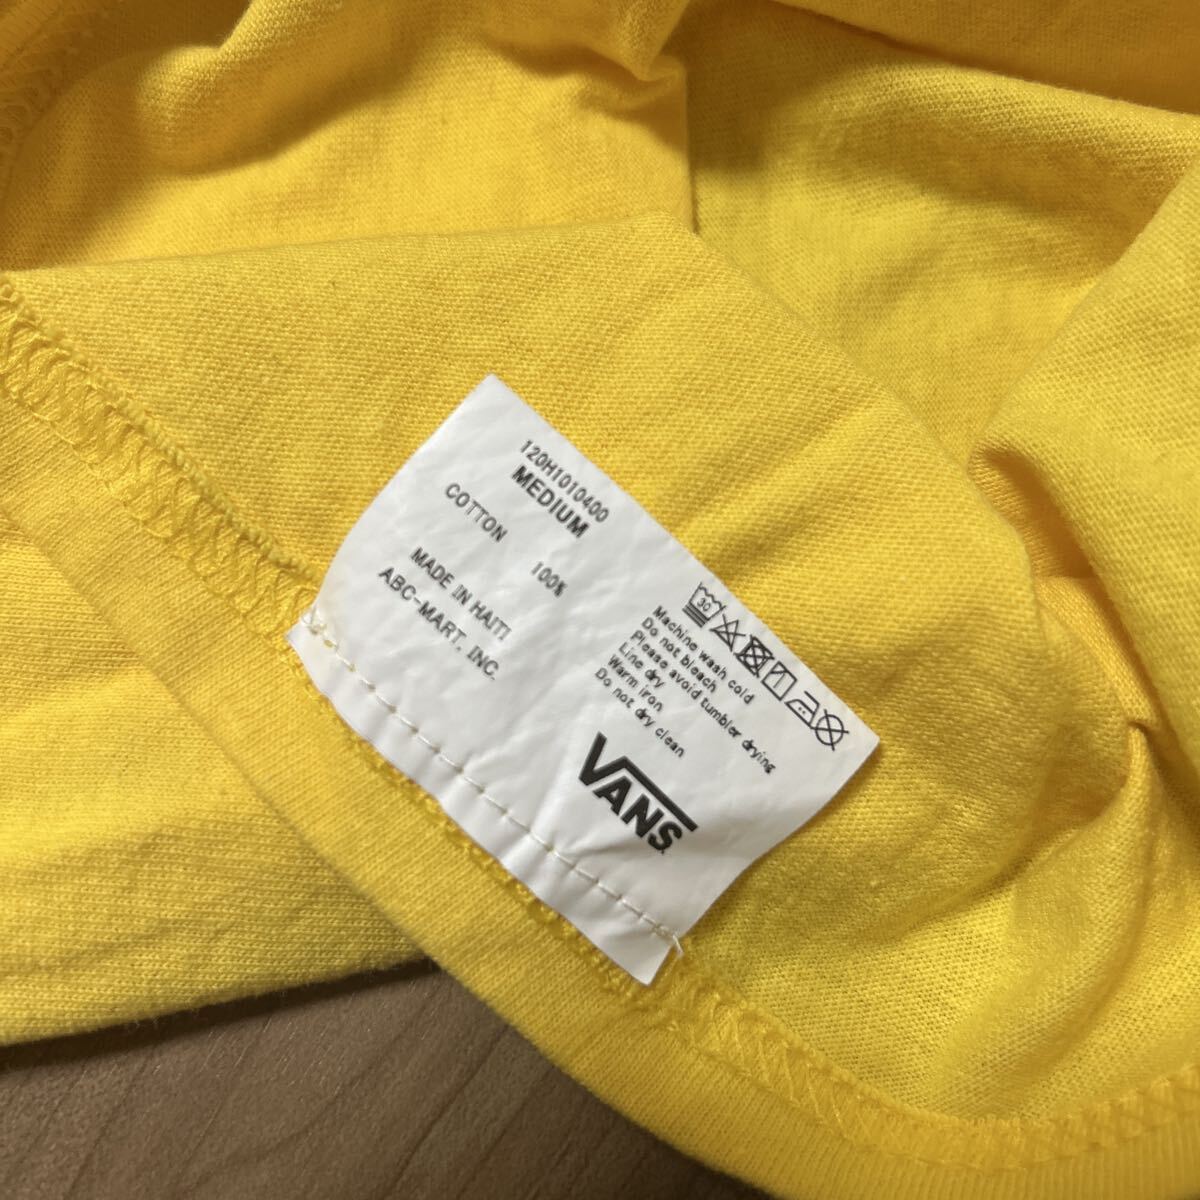 120H1010400
MEDIUM
COTTON 100%
MADE IN HAITI
ABC-MART, INC.
30
Machine wash cold
Do not bleach
Please avoid tumbler drying
Line dry
Warm iron
Do not dry clean
VANS